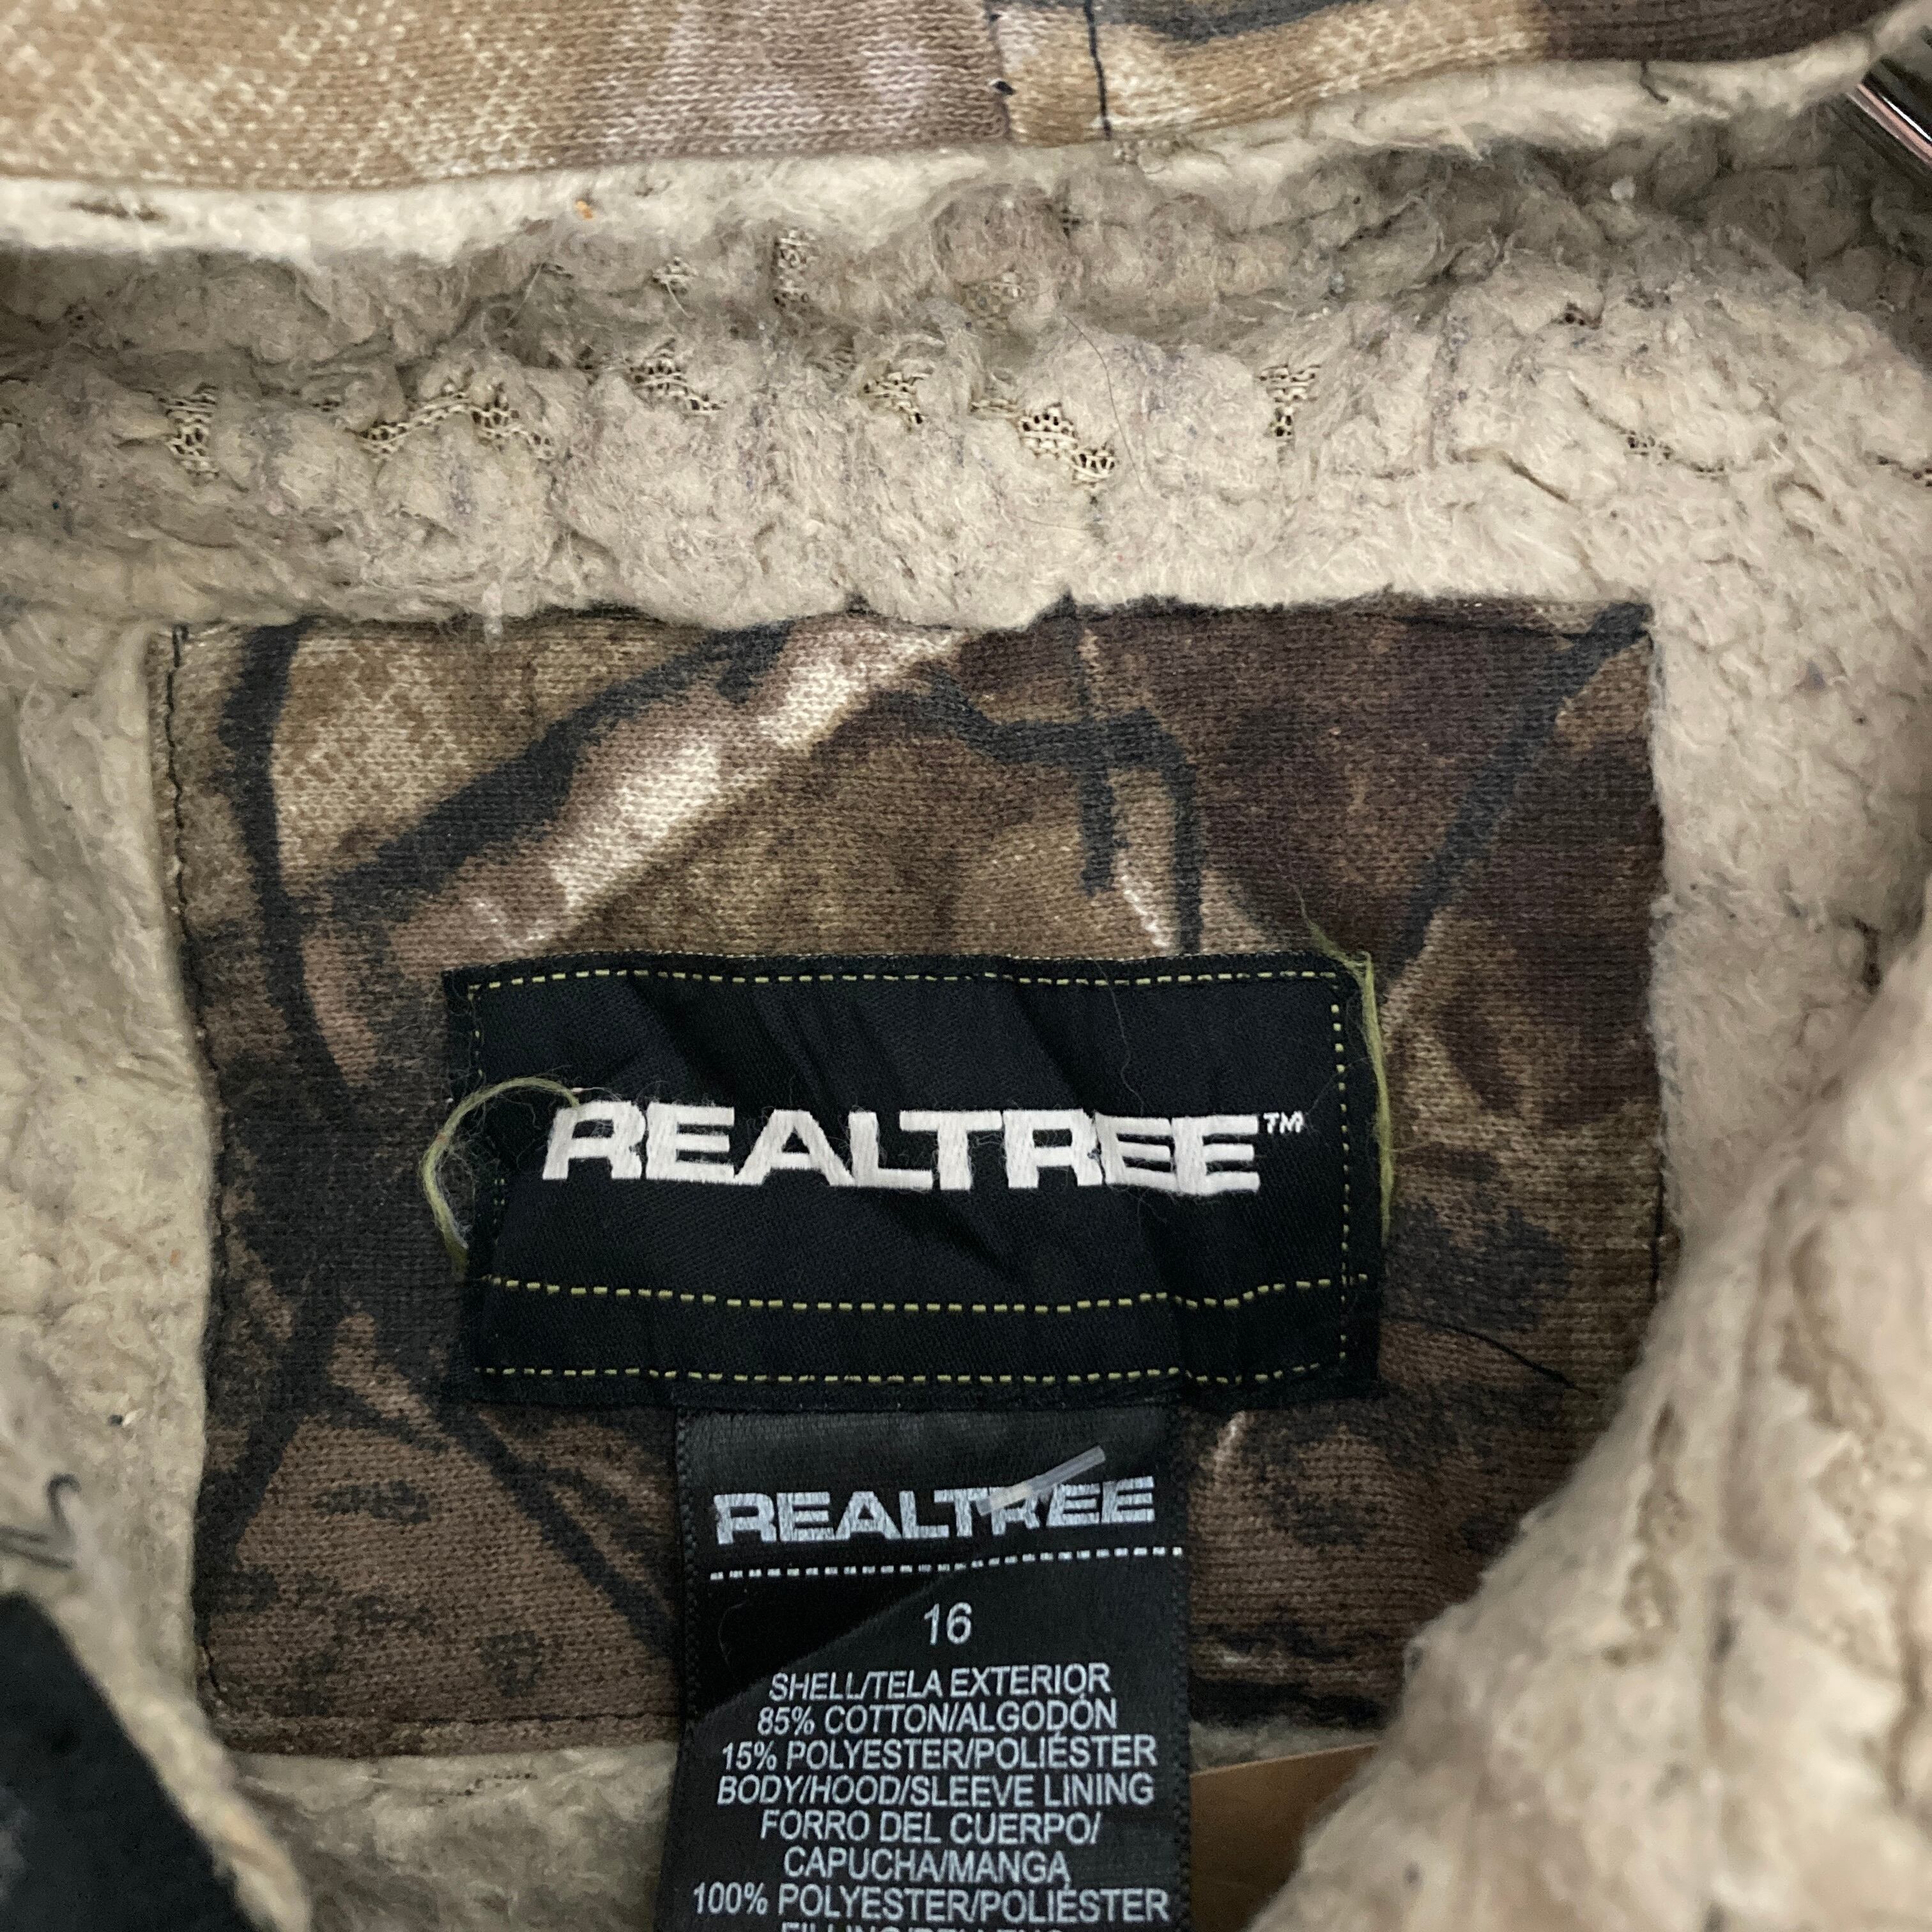 REALTREE™
REALTREE
16
SHELL/TELA EXTERIOR
85% COTTON/ALGODÓN
15% POLYESTER/POLIÉSTER
BODY/HOOD/SLEEVE LINING
FORRO DEL CUERPO/
CAPUCHA/MANGA
100% POLYESTER/POLIÉSTER